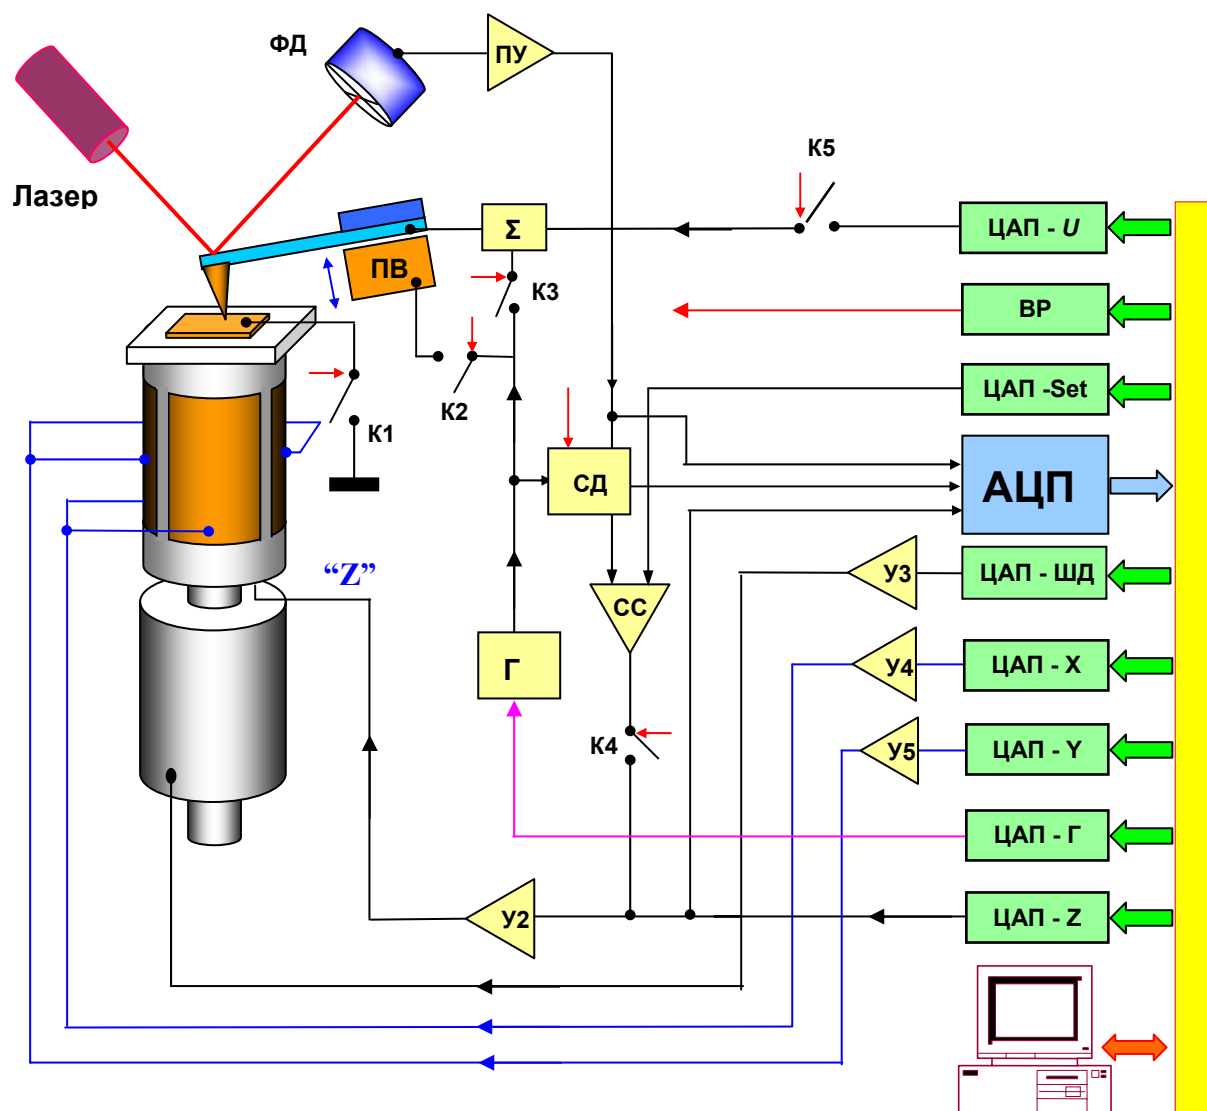 ФД
ПУ
К5
Лазер
Σ
ЦАП - U
ПВ
К3
ВР
К2
ЦАП -Set
К1
СД
АЦП
“Z”
У3
ЦАП - ШД
СС
Г
У4
ЦАП - X
К4
У5
ЦАП - Y
ЦАП - Г
У2
ЦАП - Z